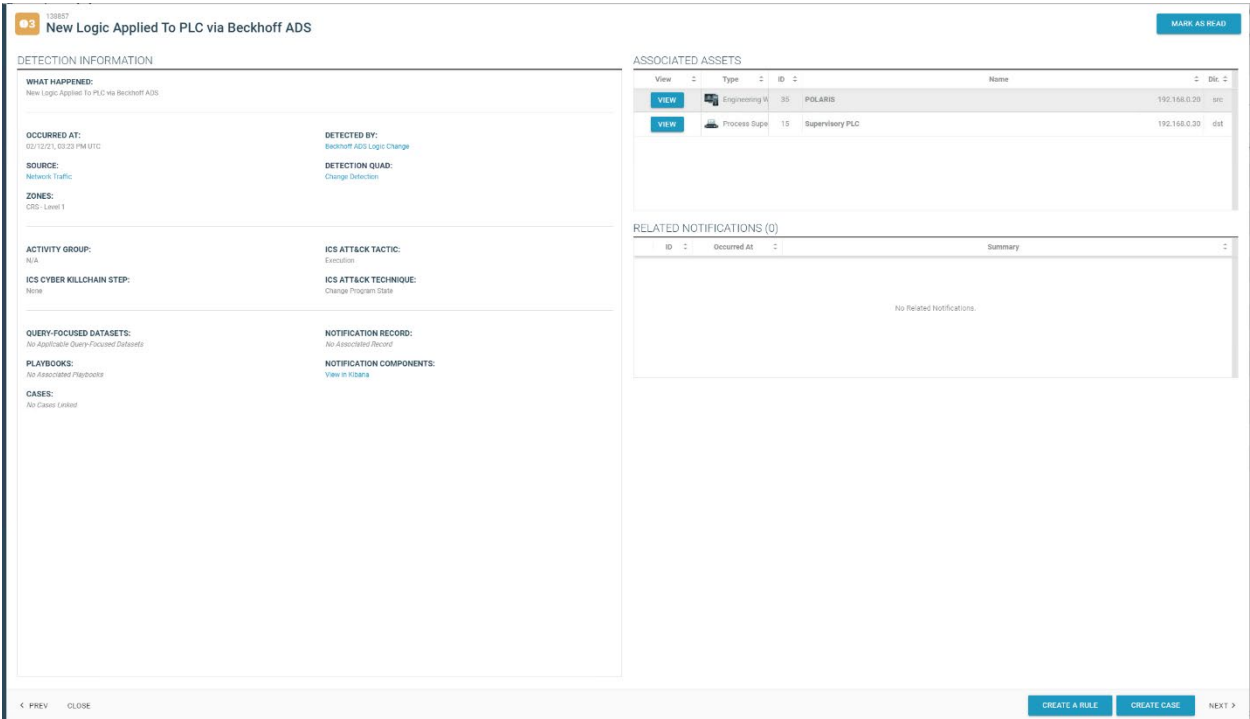 3
138857
New Logic Applied To PLC via Beckhoff ADS
MARK AS READ
DETECTION INFORMATION
WHAT HAPPENED:
New Logic Applied To PLC via Beckhoff ADS
OCCURRED AT:
02/12/21, 03:23 PM UTC
DETECTED BY:
Beckhoff ADS Logic Change
SOURCE:
Network Traffic
DETECTION QUAD:
Change Detection
ZONES:
CRS - Level 1
ACTIVITY GROUP:
N/A
ICS ATT&CK TACTIC:
Execution
ICS CYBER KILLCHAIN STEP:
None
ICS ATT&CK TECHNIQUE:
Change Program State
QUERY-FOCUSED DATASETS:
No Applicable Query-Focused Datasets
NOTIFICATION RECORD:
No Associated Record
PLAYBOOKS:
No Associated Playbooks
NOTIFICATION COMPONENTS:
View in Kibana
CASES:
No Cases Linked
ASSOCIATED ASSETS
View Type ID Name Dir.
VIEW Engineering W 35 POLARIS 192.168.0.20 src
VIEW Process Supe 15 Supervisory PLC 192.168.0.30 dst
RELATED NOTIFICATIONS (0)
ID Occurred At Summary
No Related Notifications.
< PREV CLOSE CREATE A RULE CREATE CASE NEXT >